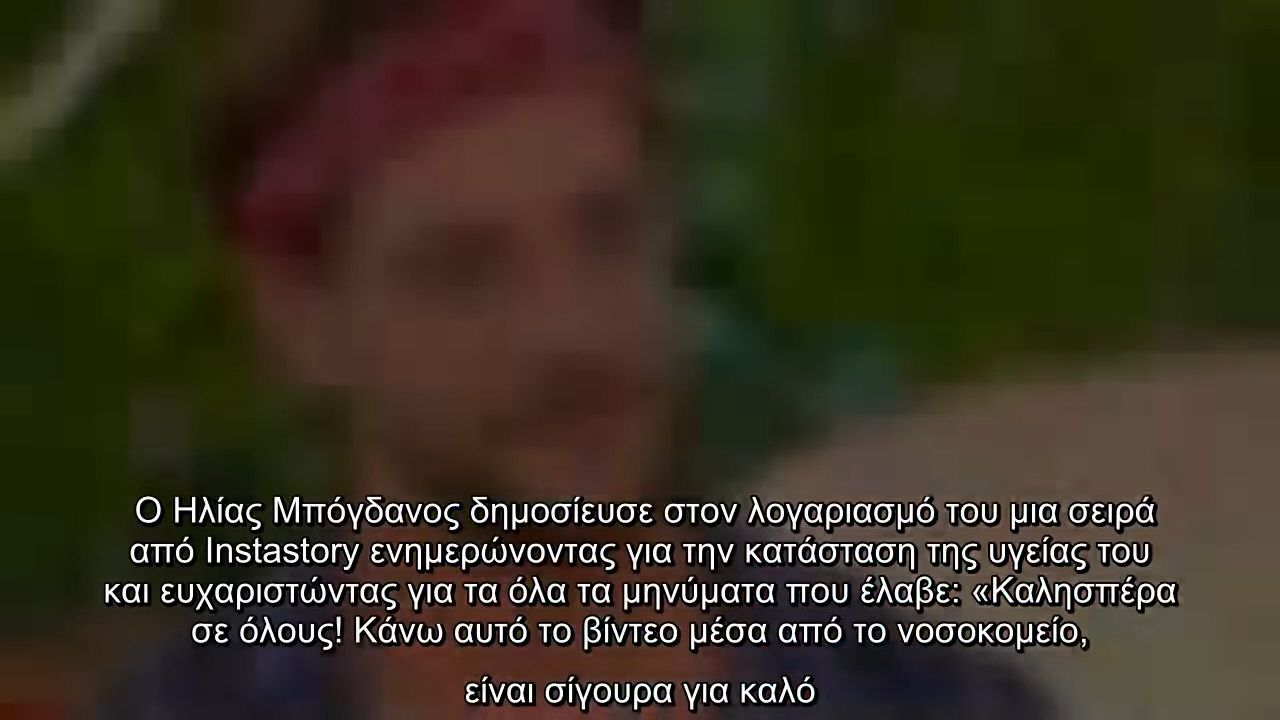 Ο Ηλίας Μπόγδανος δημοσίευσε στον λογαριασμό του μια σειρά
από Instastory ενημερώνοντας για την κατάσταση της υγείας του
και ευχαριστώντας για τα όλα τα μηνύματα που έλαβε: «Καλησπέρα
σε όλους! Κάνω αυτό το βίντεο μέσα από το νοσοκομείο,
είναι σίγουρα για καλό